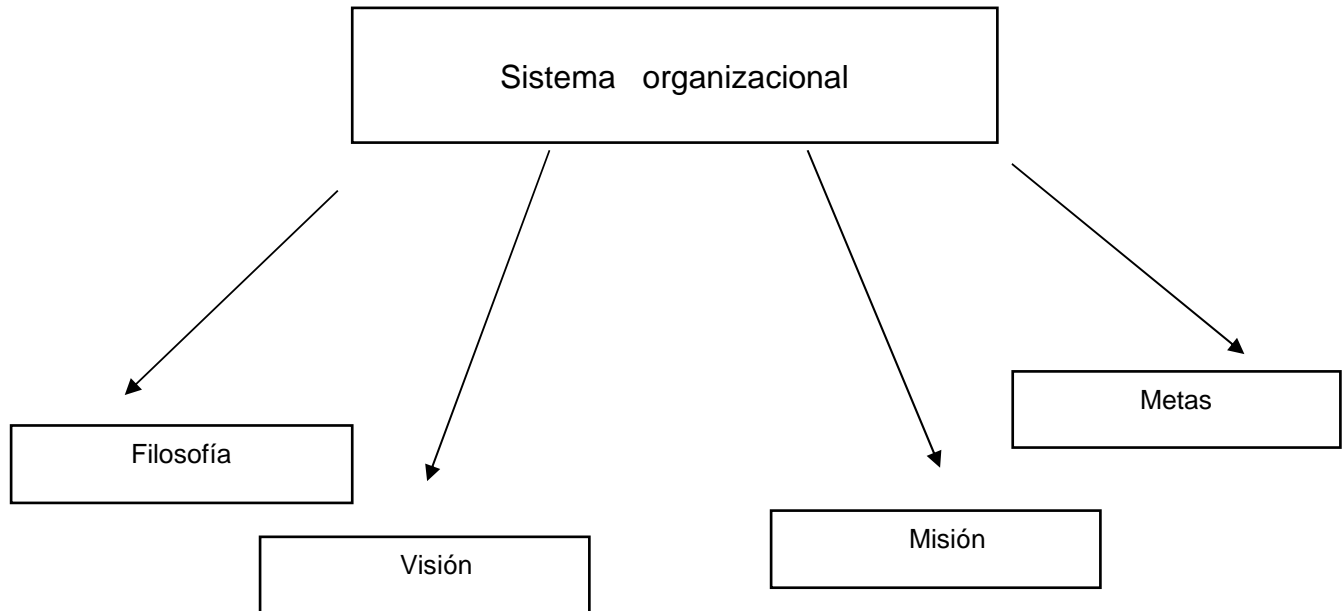 Sistema organizacional
Metas
Filosofía
Misión
Visión